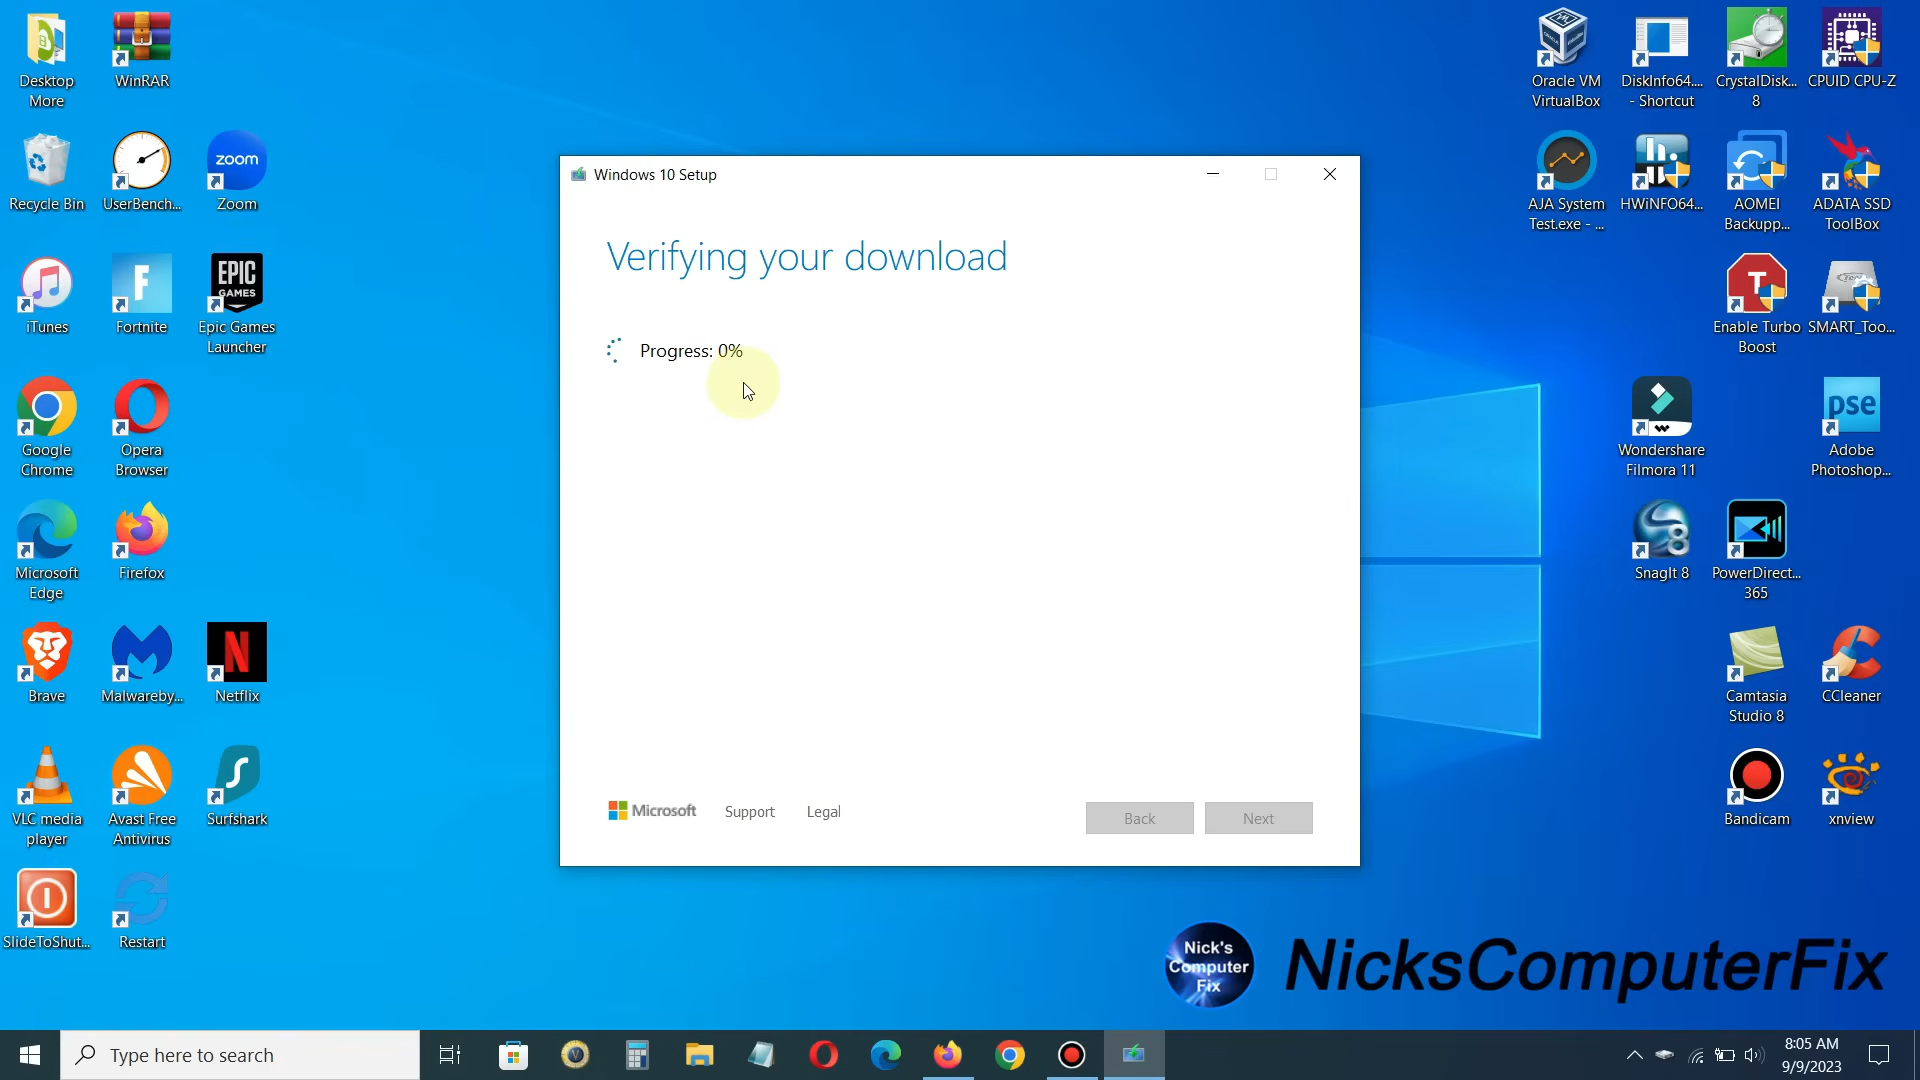 Desktop
More
WinRAR
Recycle Bin
UserBench...
zoom
Zoom
iTunes
F
Fortnite
EPIC
GAMES
Epic Games
Launcher
Google
Chrome
Opera
Browser
Microsoft
Edge
Firefox
Brave
Malwareby...
N
Netflix
VLC media
player
Avast Free
Antivirus
Surfshark
SlideToShut...
Restart
Windows 10 Setup
Verifying your download
Progress: 0%
Microsoft
Support
Legal
Back
Next
Oracle VM
VirtualBox
DiskInfo64....
- Shortcut
CrystalDisk...
8
CPUID CPU-Z
AJA System
Test.exe - ...
HWiNFO64...
AOMEI
Backupp...
ADATA SSD
ToolBox
T
Enable Turbo
Boost
SMART_Too...
Wondershare
Filmora 11
pse
Adobe
Photoshop...
S8
SnagIt 8
PowerDirect...
365
Camtasia
Studio 8
CCleaner
Bandicam
xnview
Nick's
Computer
Fix
NicksComputerFix
Type here to search
8:05 AM
9/9/2023